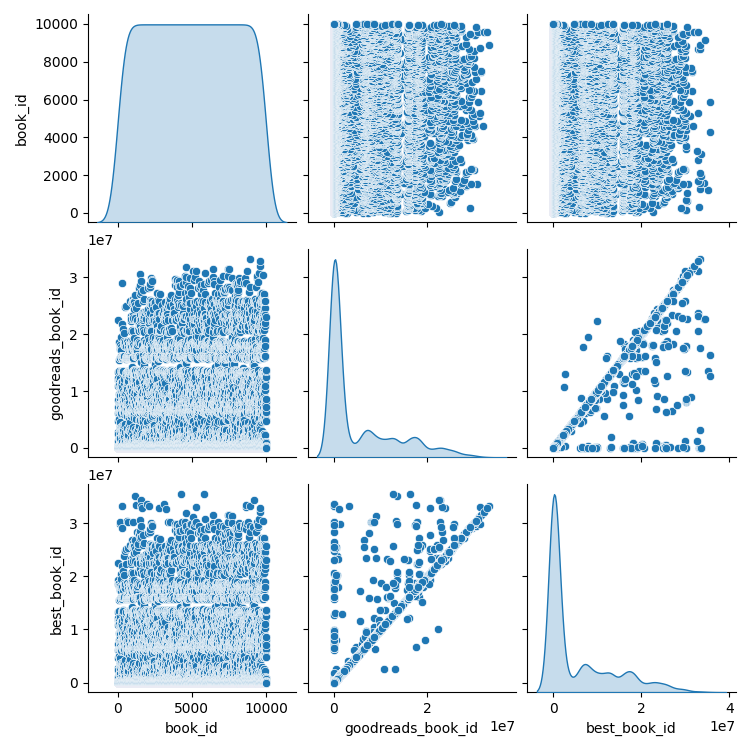 book_id
10000
8000
6000
4000
2000
0
1e7
goodreads_book_id
3
2
1
0
1e7
best_book_id
3
2
1
0
0 5000 10000
book_id
0 2
goodreads_book_id 1e7
0 2 4
best_book_id 1e7